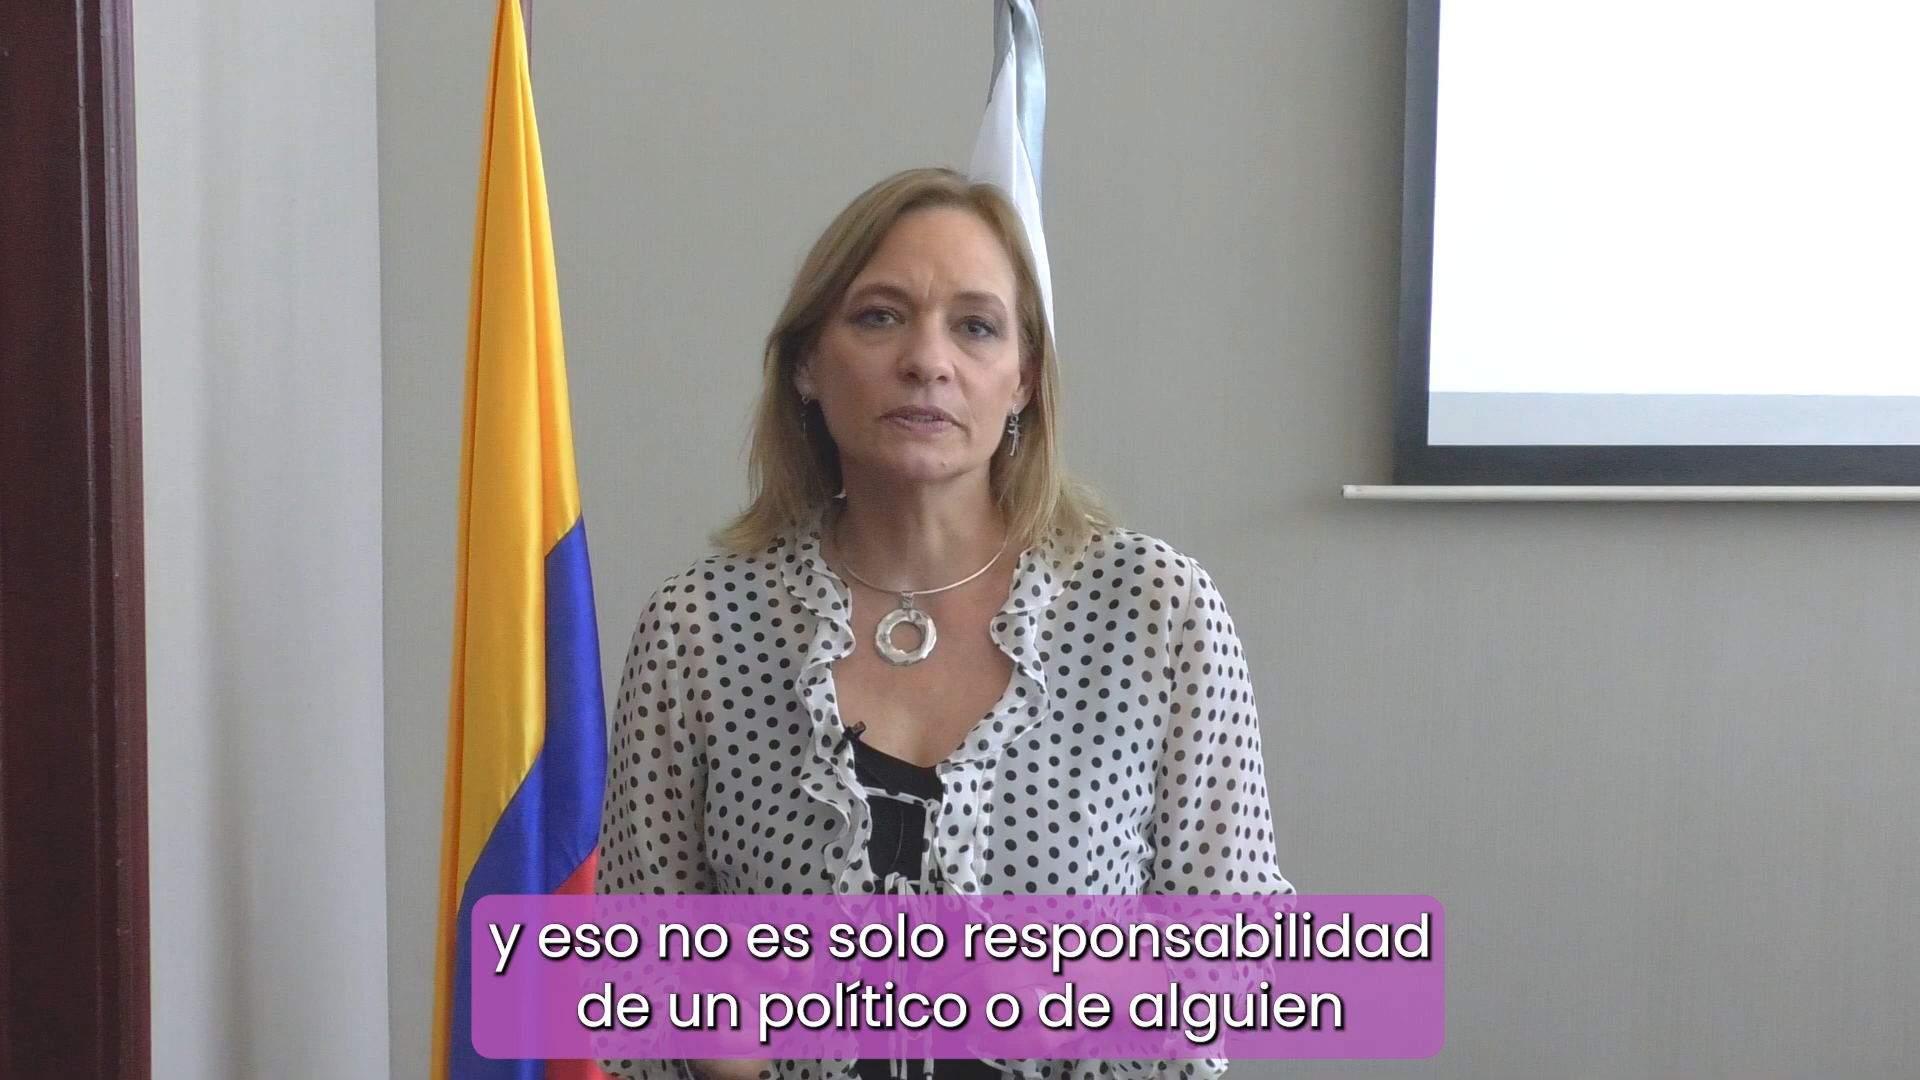 y eso no es solo responsabilidad
de un político o de alguien